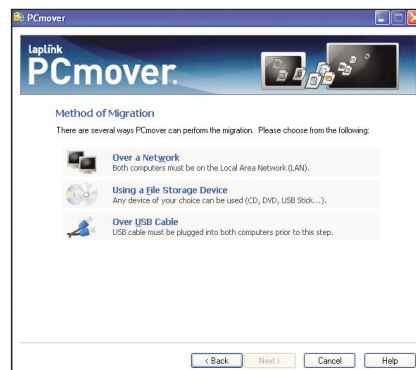 PCmover
laplink
PCmover.
Method of Migration
There are several ways PCmover can perform the migration. Please choose from the following:
Over a Network
Both computers must be on the Local Area Network (LAN).
Using a File Storage Device
Any device of your choice can be used (CD, DVD, USB Stick...).
Over USB Cable
USB cable must be plugged into both computers prior to this step.
< Back Next > Cancel Help